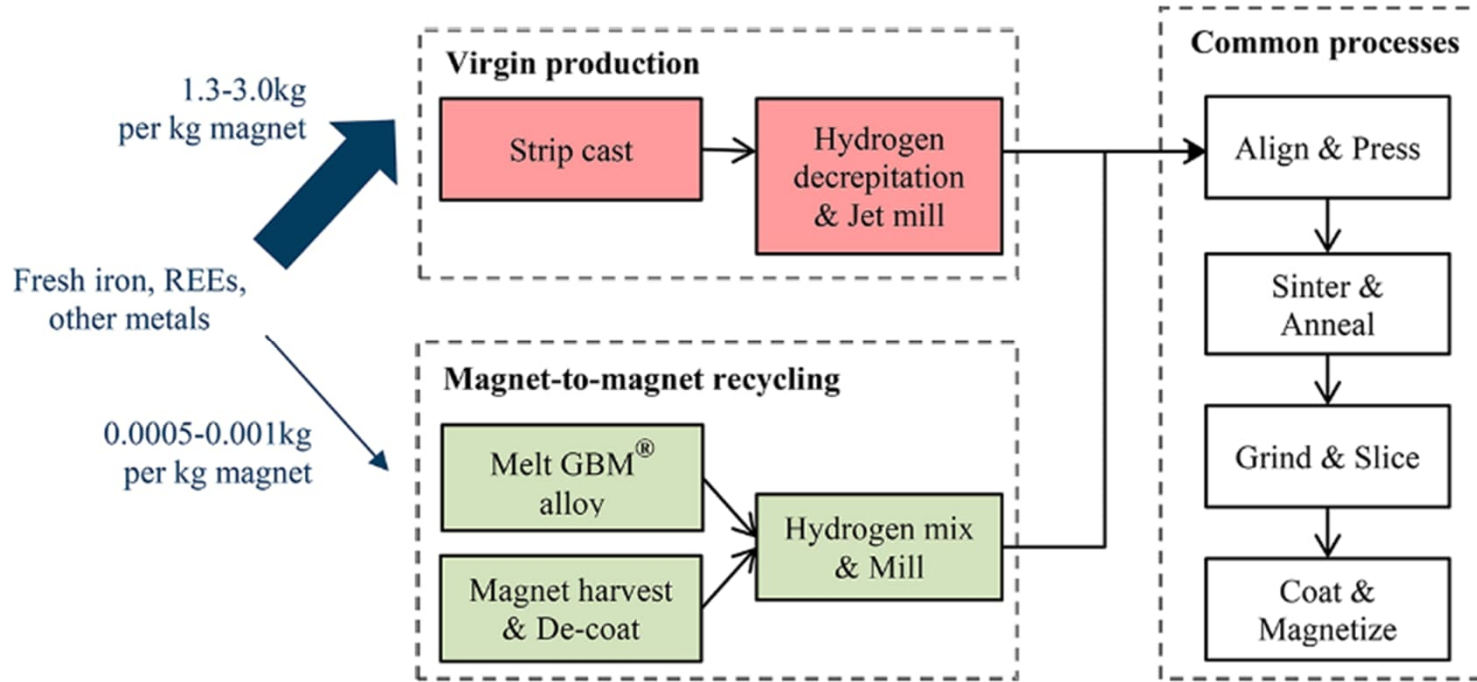 1.3-3.0kg
per kg magnet
Fresh iron, REEs,
other metals
0.0005-0.001kg
per kg magnet
Virgin production
Strip cast
Hydrogen
decrepitation
& Jet mill
Magnet-to-magnet recycling
Melt GBM®
alloy
Magnet harvest
& De-coat
Hydrogen mix
& Mill
Common processes
Align & Press
Sinter &
Anneal
Grind & Slice
Coat &
Magnetize